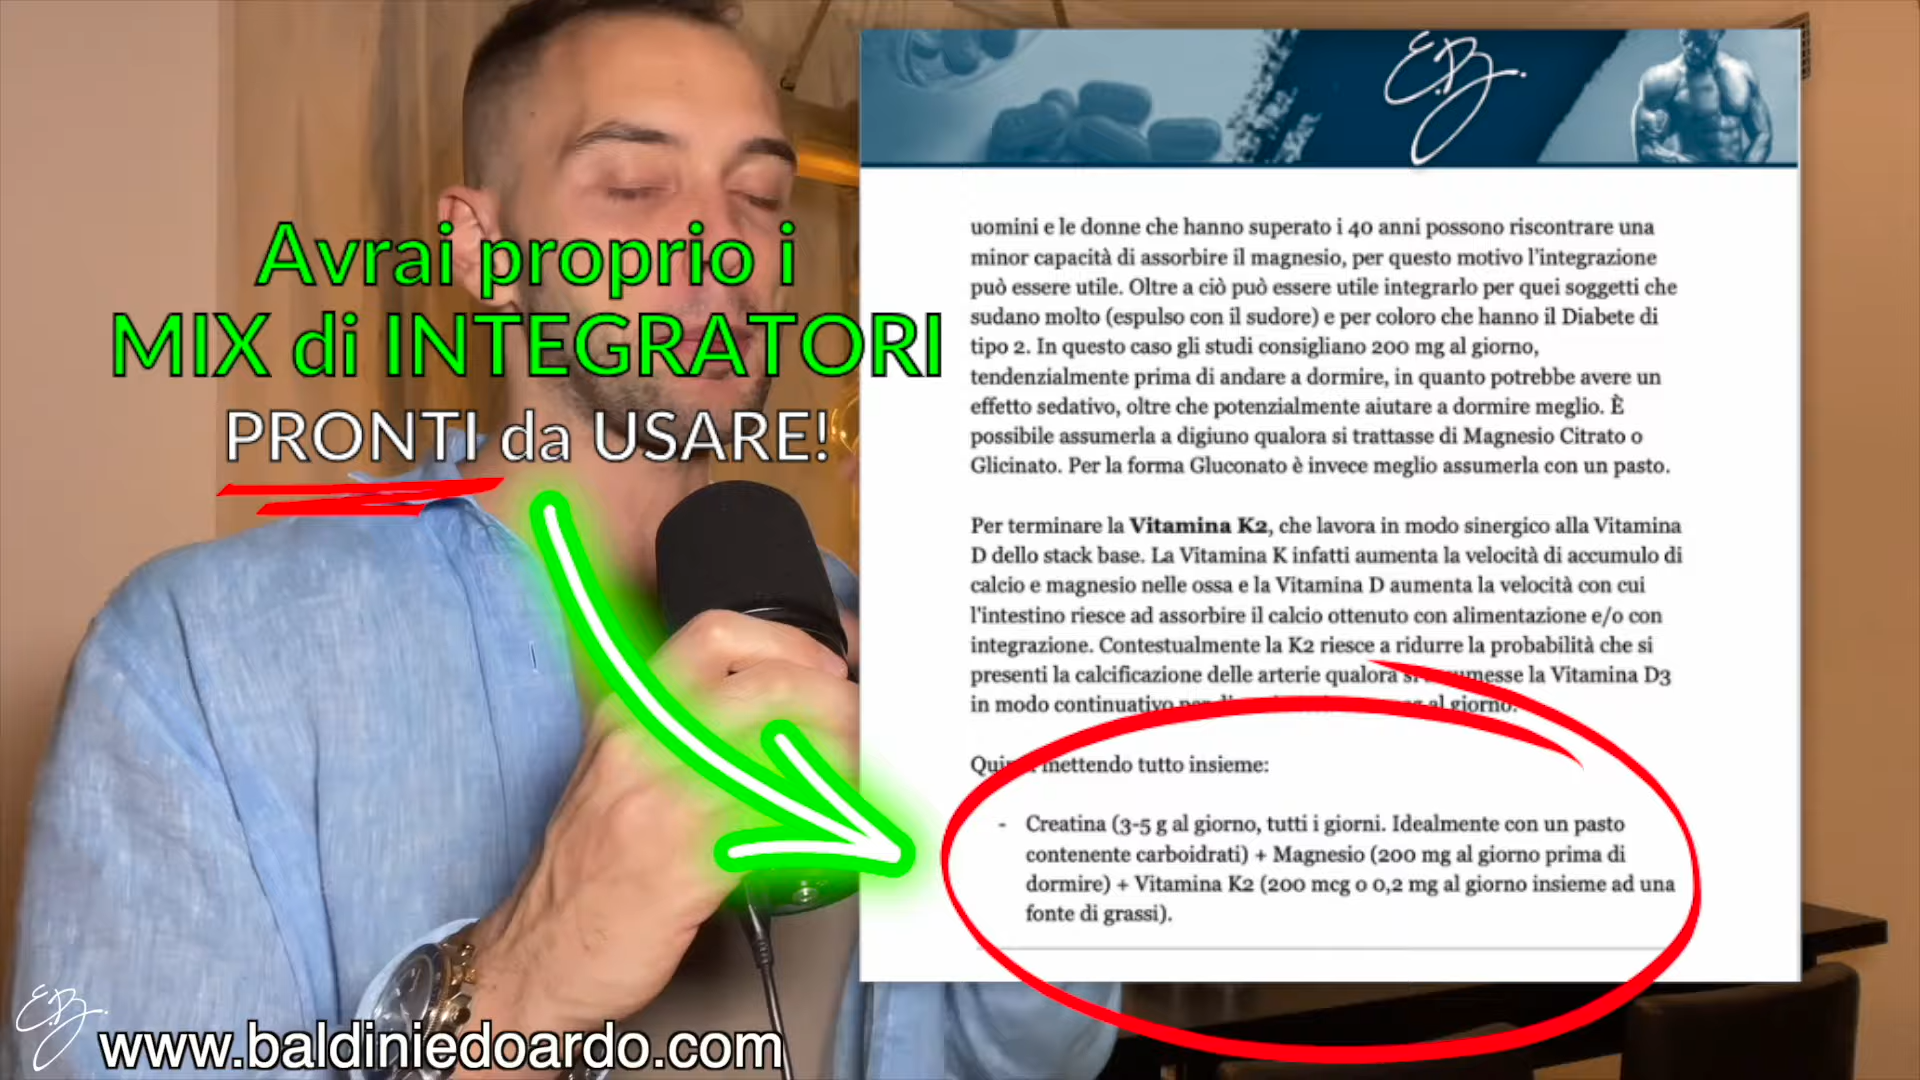 Avrai proprio i
MIX di INTEGRATORI
PRONTI da USARE!
E.B.
uomini e le donne che hanno superato i 40 anni possono riscontrare una
minor capacità di assorbire il magnesio, per questo motivo l'integrazione
può essere utile. Oltre a ciò può essere utile integrarlo per quei soggetti che
sudano molto (espulso con il sudore) e per coloro che hanno il Diabete di
tipo 2. In questo caso gli studi consigliano 200 mg al giorno,
tendenzialmente prima di andare a dormire, in quanto potrebbe avere un
effetto sedativo, oltre che potenzialmente aiutare a dormire meglio. È
possibile assumerla a digiuno qualora si trattasse di Magnesio Citrato o
Glicinato. Per la forma Gluconato è invece meglio assumerla con un pasto.
Per terminare la Vitamina K2, che lavora in modo sinergico alla Vitamina
D dello stack base. La Vitamina K infatti aumenta la velocità di accumulo di
calcio e magnesio nelle ossa e la Vitamina D aumenta la velocità con cui
l'intestino riesce ad assorbire il calcio ottenuto con alimentazione e/o con
integrazione. Contestualmente la K2 riesce a ridurre la probabilità che si
presenti la calcificazione delle arterie qualora la Vitamina D3
in modo continuativo al giorno.
mettendo tutto insieme:
- Creatina (3-5 g al giorno, tutti i giorni. Idealmente con un pasto
contenente carboidrati) + Magnesio (200 mg al giorno prima di
dormire) + Vitamina K2 (200 mcg o 0,2 mg al giorno insieme ad una
fonte di grassi).
E.B.
www.baldiniedoardo.com